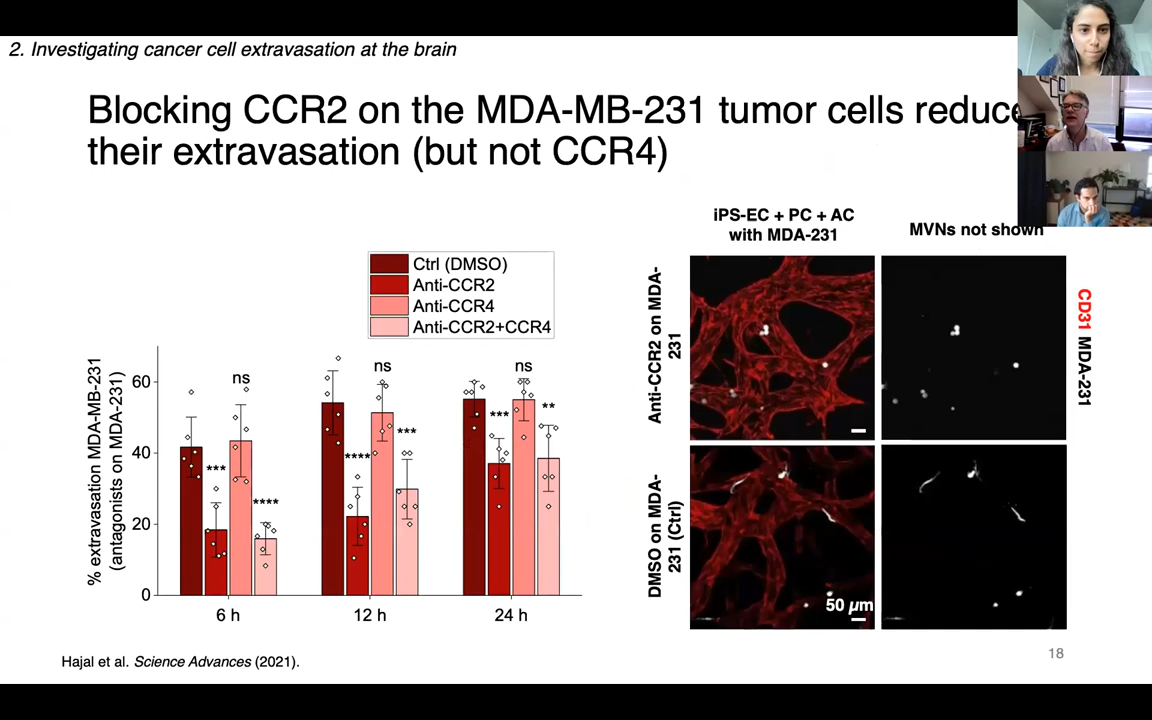 2. Investigating cancer cell extravasation at the brain
Blocking CCR2 on the MDA-MB-231 tumor cells reduce
their extravasation (but not CCR4)
iPS-EC + PC + AC
with MDA-231
MVNs not shown
Ctrl (DMSO)
Anti-CCR2
Anti-CCR4
Anti-CCR2+CCR4
% extravasation MDA-MB-231
(antagonists on MDA-231)
60
40
20
0
ns
***
****
ns
****
***
ns
***
**
6 h
12 h
24 h
Anti-CCR2 on MDA-
231
DMSO on MDA-
231 (Ctrl)
CD31 MDA-231
50 µm
18
Hajal et al. Science Advances (2021).